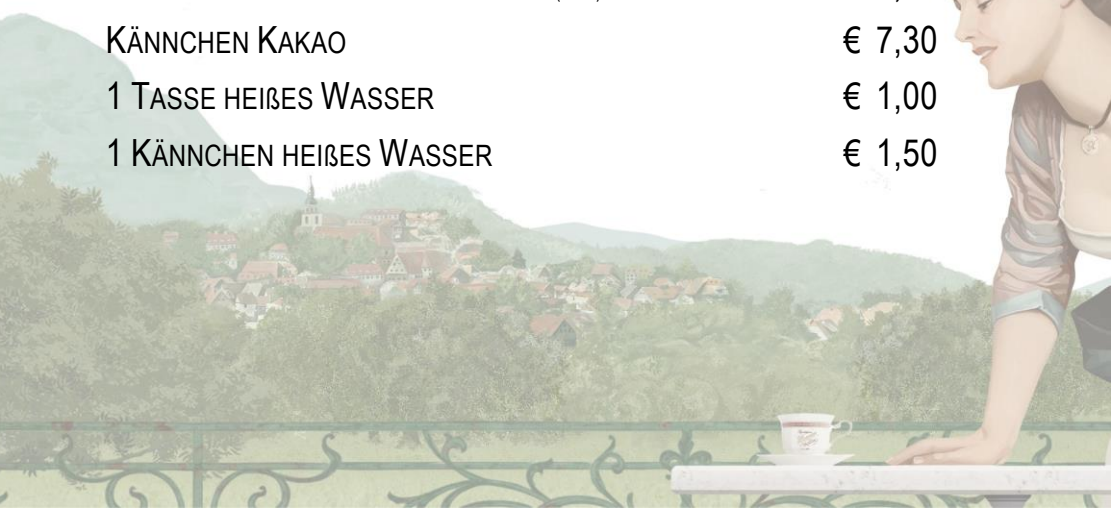 KÄNNCHEN KAKAO € 7,30
1 TASSE HEIßES WASSER € 1,00
1 KÄNNCHEN HEIßES WASSER € 1,50